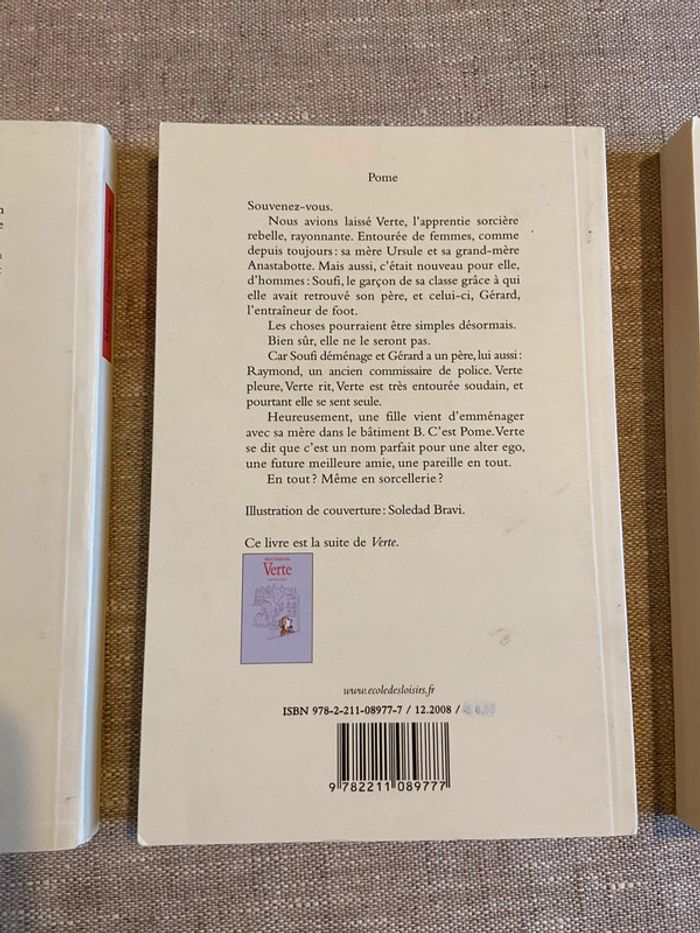 Pome
Souvenez-vous.
Nous avions laissé Verte, l'apprentie sorcière
rebelle, rayonnante. Entourée de femmes, comme
depuis toujours : sa mère Ursule et sa grand-mère
Anastabotte. Mais aussi, c'était nouveau pour elle,
d'hommes : Soufi, le garçon de sa classe grâce à qui
elle avait retrouvé son père, et celui-ci, Gérard,
l'entraîneur de foot.
Les choses pourraient être simples désormais.
Bien sûr, elle ne le seront pas.
Car Soufi déménage et Gérard a un père, lui aussi :
Raymond, un ancien commissaire de police. Verte
pleure, Verte rit, Verte est très entourée soudain, et
pourtant elle se sent seule.
Heureusement, une fille vient d'emménager
avec sa mère dans le bâtiment B. C'est Pome. Verte
se dit que c'est un nom parfait pour une alter ego,
une future meilleure amie, une pareille en tout.
En tout ? Même en sorcellerie ?
Illustration de couverture : Soledad Bravi.
Ce livre est la suite de Verte.
Verte
www.ecoledesloisirs.fr
ISBN 978-2-211-08977-7 / 12.2008 /
9 782211 089777